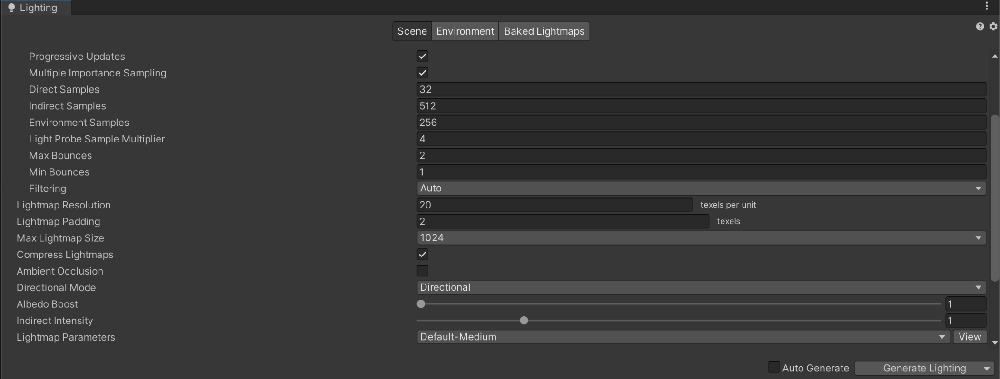 Lighting
Scene Environment Baked Lightmaps
Progressive Updates
Multiple Importance Sampling
Direct Samples 32
Indirect Samples 512
Environment Samples 256
Light Probe Sample Multiplier 4
Max Bounces 2
Min Bounces 1
Filtering Auto
Lightmap Resolution 20 texels per unit
Lightmap Padding 2 texels
Max Lightmap Size 1024
Compress Lightmaps
Ambient Occlusion
Directional Mode Directional
Albedo Boost 1
Indirect Intensity 1
Lightmap Parameters Default-Medium View
Auto Generate Generate Lighting